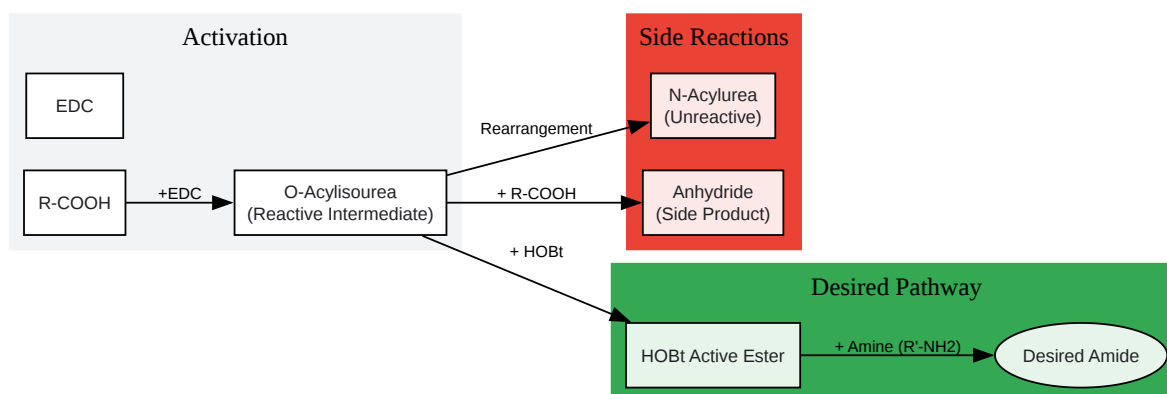 Activation
EDC
R-COOH
+EDC
O-Acylisourea
(Reactive Intermediate)
Rearrangement
+ R-COOH
+ HOBt
Side Reactions
N-Acylurea
(Unreactive)
Anhydride
(Side Product)
Desired Pathway
HOBt Active Ester
+ Amine (R'-NH2)
Desired Amide